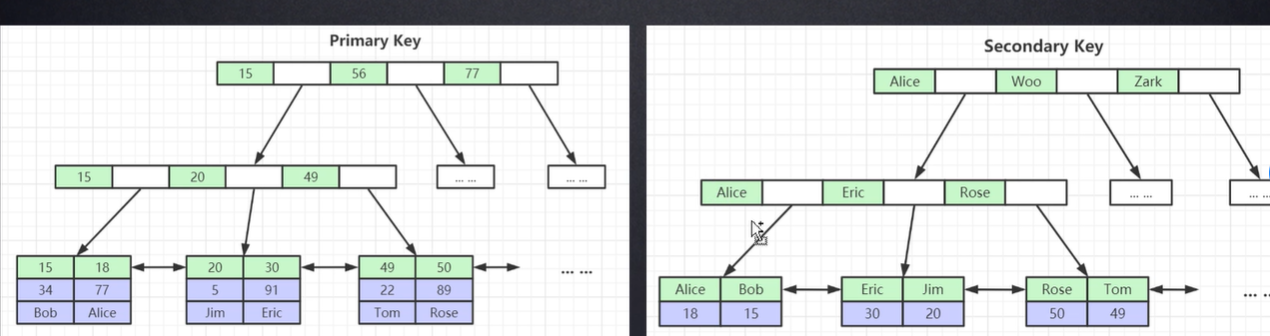 Primary Key
15 56 77
15 20 49
... ... ... ...
15 18 20 30 49 50
... ...
34 77 5 91 22 89
Bob Alice Jim Eric Tom Rose
Secondary Key
Alice Woo Zark
Alice Eric Rose
... ... ... ...
Alice Bob Eric Jim Rose Tom
... ...
18 15 30 20 50 49